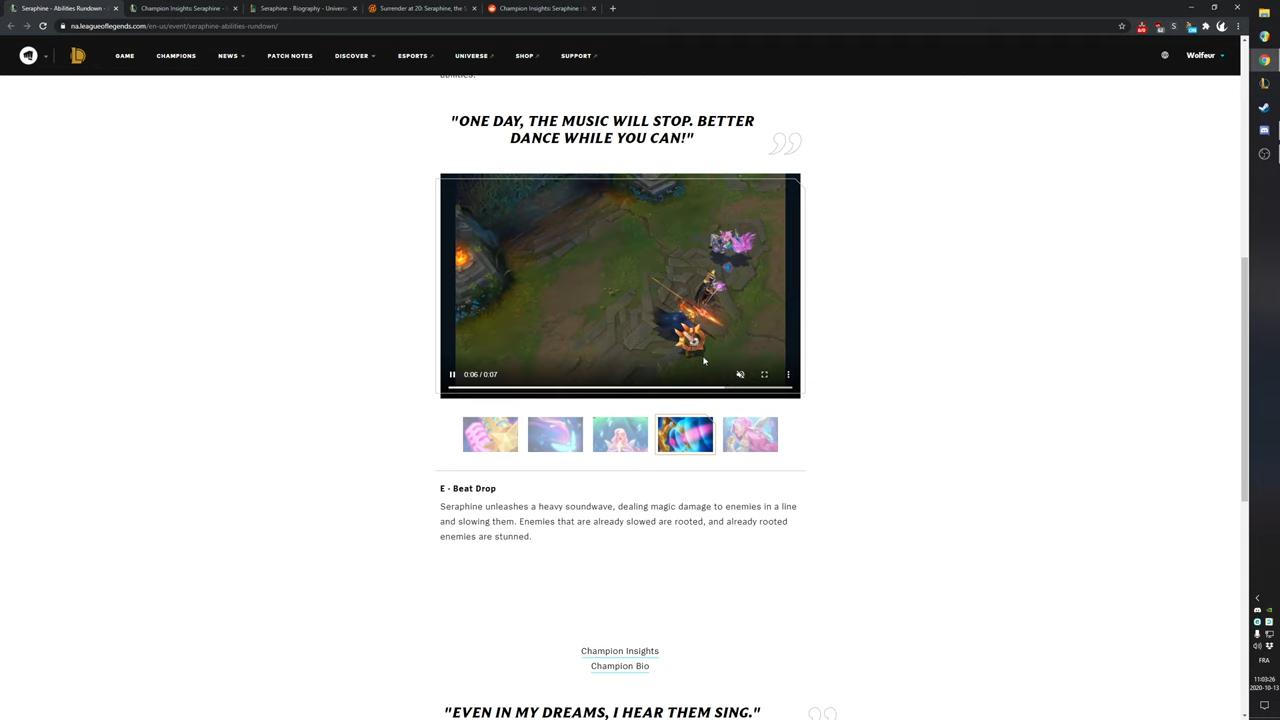 Seraphine - Abilities Rundown -
Champion Insights: Seraphine -
Seraphine - Biography - Universe
Surrender at 20: Seraphine, the S
Champion Insights: Seraphine : l
na.leagueoflegends.com/en-us/event/seraphine-abilities-rundown/
GAME CHAMPIONS NEWS PATCH NOTES DISCOVER ESPORTS UNIVERSE SHOP SUPPORT Wolfeur
abilities.
"ONE DAY, THE MUSIC WILL STOP. BETTER
DANCE WHILE YOU CAN!"
0:06 / 0:07
E - Beat Drop
Seraphine unleashes a heavy soundwave, dealing magic damage to enemies in a line
and slowing them. Enemies that are already slowed are rooted, and already rooted
enemies are stunned.
Champion Insights
Champion Bio
"EVEN IN MY DREAMS, I HEAR THEM SING."
FRA
11:03:26
2020-10-13